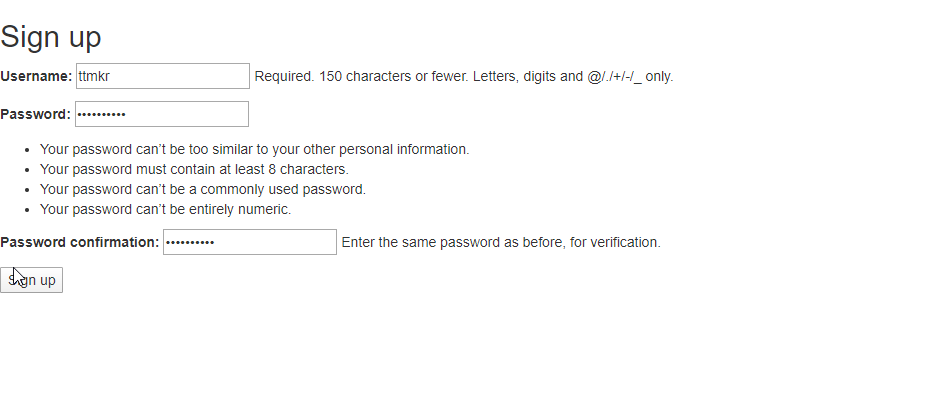 Sign up
Username: ttmkr Required. 150 characters or fewer. Letters, digits and @/./+/-/_ only.
Password: ••••••••••
Your password can’t be too similar to your other personal information.
Your password must contain at least 8 characters.
Your password can’t be a commonly used password.
Your password can’t be entirely numeric.
Password confirmation: •••••••••• Enter the same password as before, for verification.
Sign up